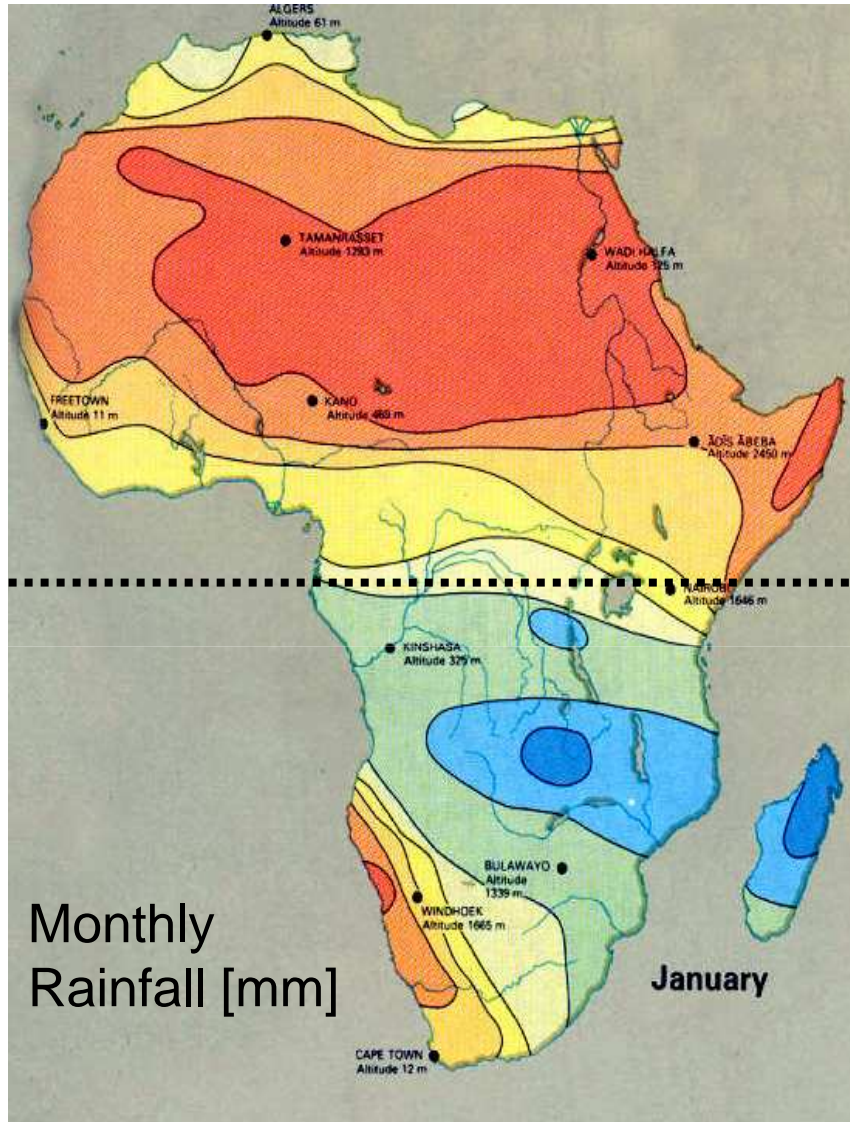 ALGERS
Altitude 61 m
TAMANRASSET
Altitude 1293 m
WADI HALFA
Altitude 125 m
FREETOWN
Altitude 11 m
KANO
Altitude 469 m
ĀDĪS ĀBEBA
Altitude 2450 m
NAIROBI
Altitude 1646 m
KINSHASA
Altitude 325 m
BULAWAYO
Altitude
1339 m
WINDHOEK
Altitude 1665 m
Monthly
Rainfall [mm]
January
CAPE TOWN
Altitude 12 m